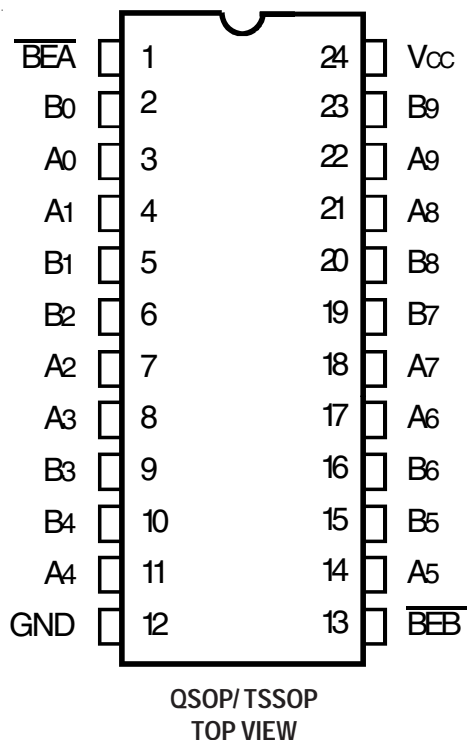 B̅E̅A̅ 1 24 VCC
B0 2 23 B9
A0 3 22 A9
A1 4 21 A8
B1 5 20 B8
B2 6 19 B7
A2 7 18 A7
A3 8 17 A6
B3 9 16 B6
B4 10 15 B5
A4 11 14 A5
GND 12 13 B̅E̅B̅
QSOP/TSSOP
TOP VIEW